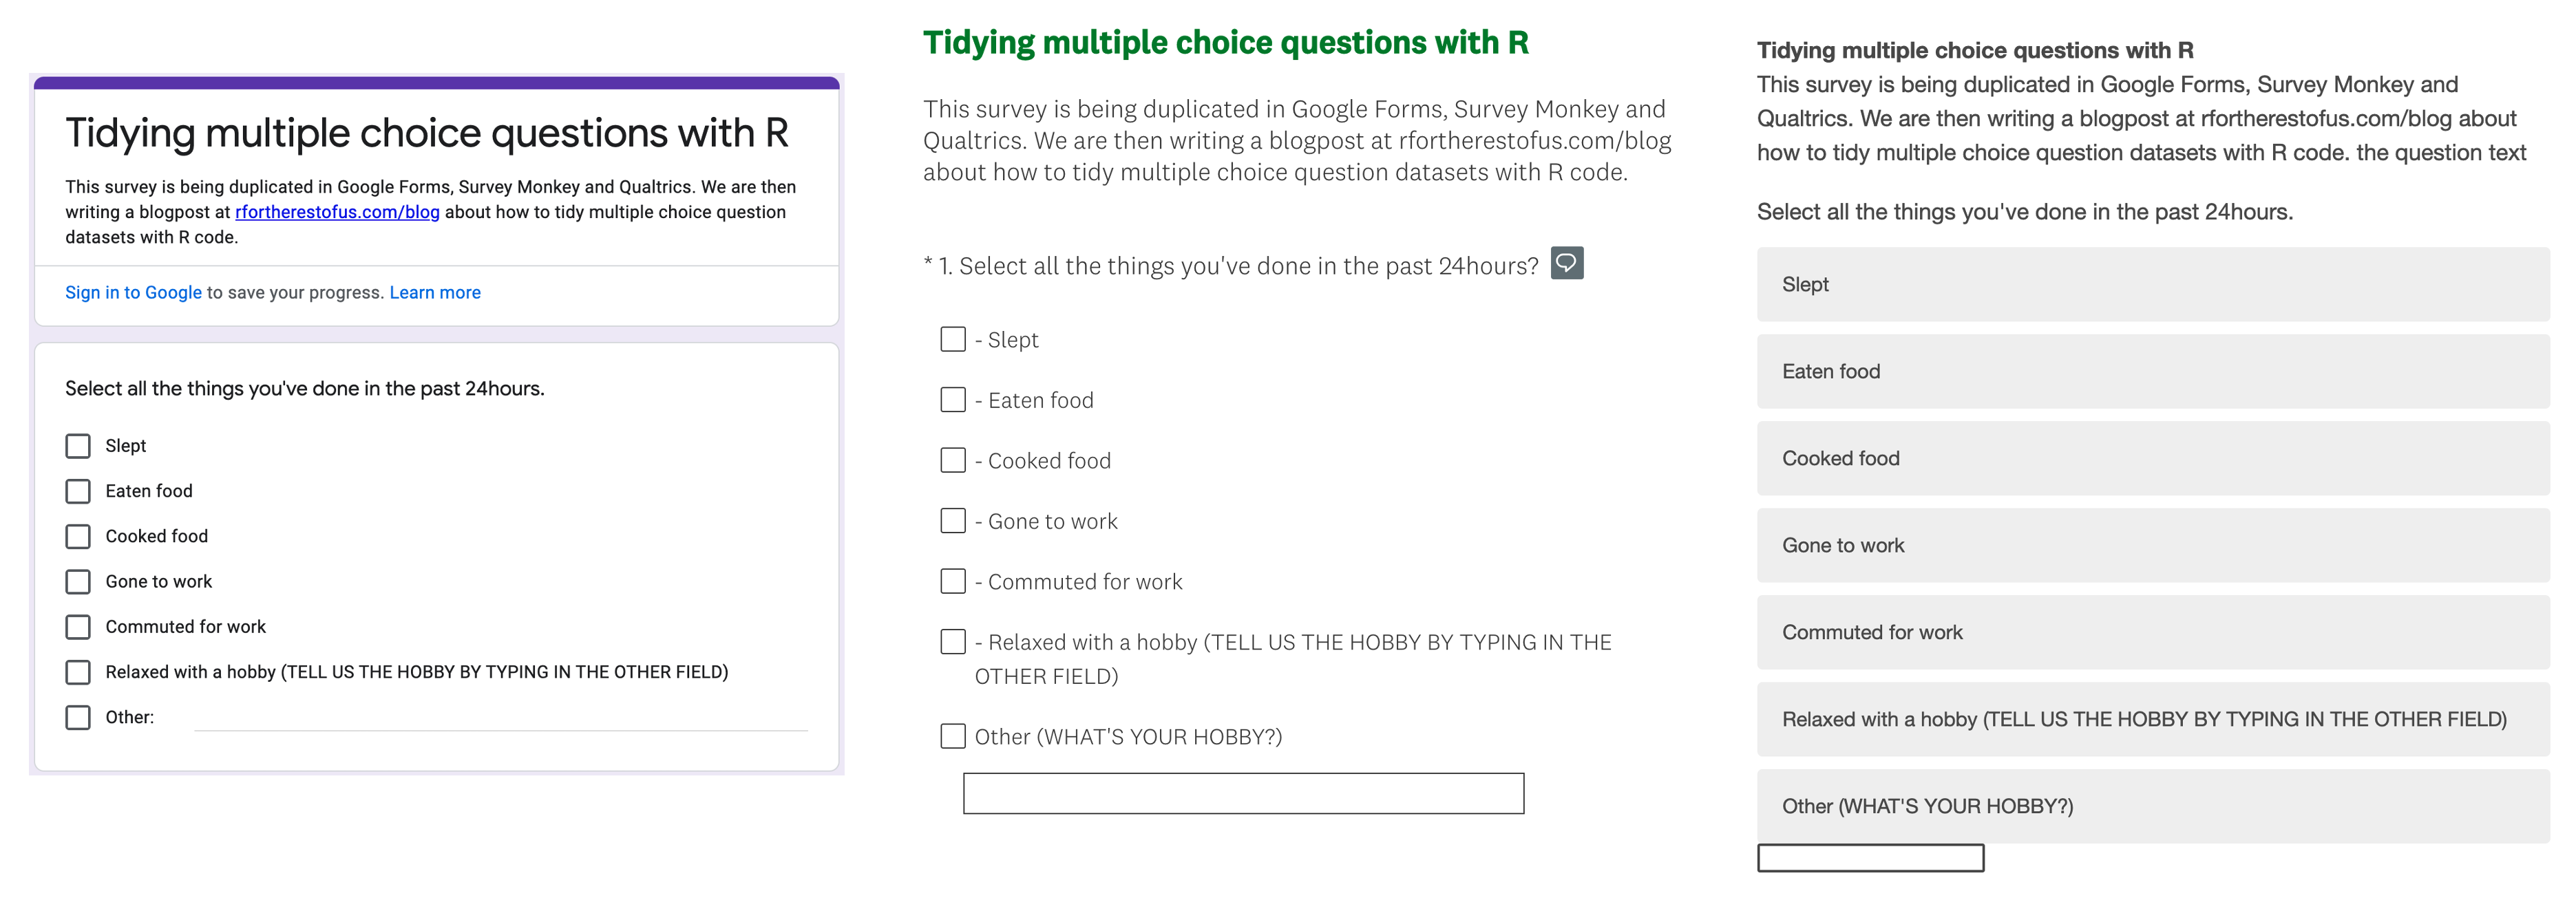 Tidying multiple choice questions with R
This survey is being duplicated in Google Forms, Survey Monkey and Qualtrics. We are then
writing a blogpost at rfortherestofus.com/blog about how to tidy multiple choice question
datasets with R code.
Sign in to Google to save your progress. Learn more
Select all the things you've done in the past 24hours.
Slept
Eaten food
Cooked food
Gone to work
Commuted for work
Relaxed with a hobby (TELL US THE HOBBY BY TYPING IN THE OTHER FIELD)
Other:
Tidying multiple choice questions with R
This survey is being duplicated in Google Forms, Survey Monkey and
Qualtrics. We are then writing a blogpost at rfortherestofus.com/blog
about how to tidy multiple choice question datasets with R code.
* 1. Select all the things you've done in the past 24hours?
- Slept
- Eaten food
- Cooked food
- Gone to work
- Commuted for work
- Relaxed with a hobby (TELL US THE HOBBY BY TYPING IN THE
OTHER FIELD)
Other (WHAT'S YOUR HOBBY?)
Tidying multiple choice questions with R
This survey is being duplicated in Google Forms, Survey Monkey and
Qualtrics. We are then writing a blogpost at rfortherestofus.com/blog about
how to tidy multiple choice question datasets with R code. the question text
Select all the things you've done in the past 24hours.
Slept
Eaten food
Cooked food
Gone to work
Commuted for work
Relaxed with a hobby (TELL US THE HOBBY BY TYPING IN THE OTHER FIELD)
Other (WHAT'S YOUR HOBBY?)